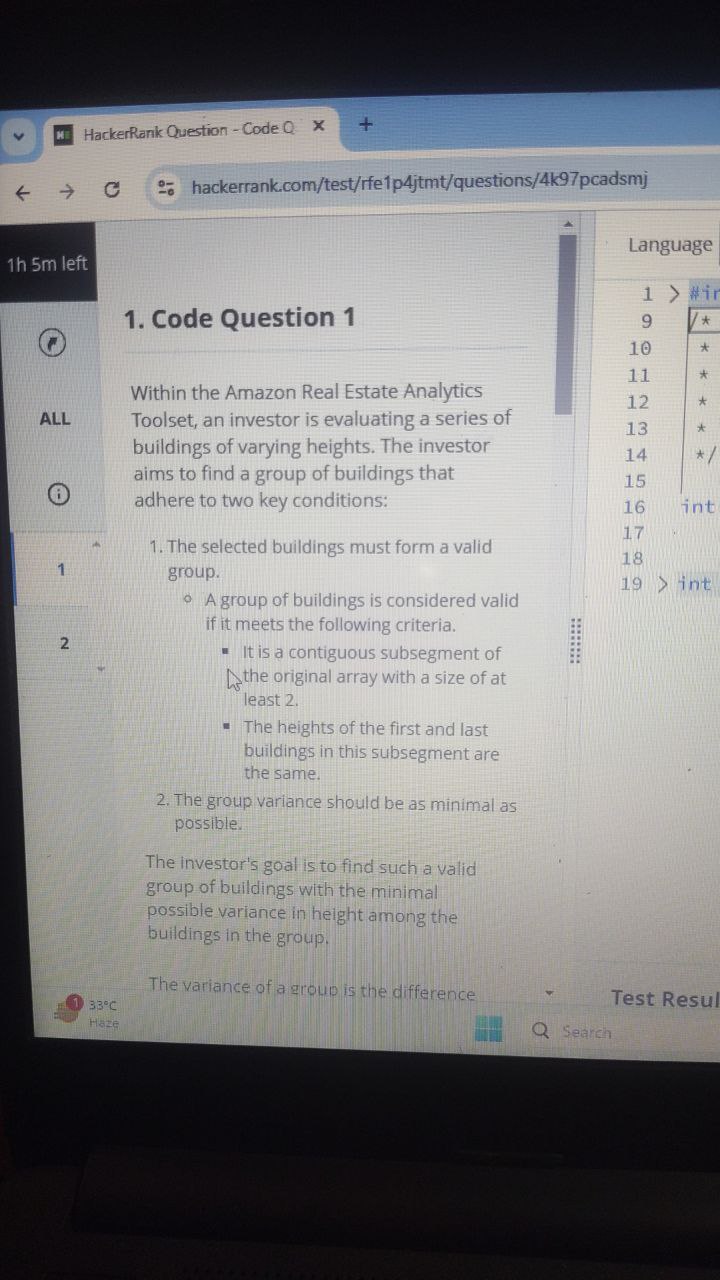 HackerRank Question - Code Q
hackerrank.com/test/rfe1p4jtmt/questions/4k97pcadsmj
1h 5m left
ALL
1
2
1. Code Question 1
Within the Amazon Real Estate Analytics
Toolset, an investor is evaluating a series of
buildings of varying heights. The investor
aims to find a group of buildings that
adhere to two key conditions:
1. The selected buildings must form a valid
group.
A group of buildings is considered valid
if it meets the following criteria.
It is a contiguous subsegment of
the original array with a size of at
least 2.
The heights of the first and last
buildings in this subsegment are
the same.
2. The group variance should be as minimal as
possible.
The investor's goal is to find such a valid
group of buildings with the minimal
possible variance in height among the
buildings in the group.
The variance of a group is the difference
Language
1 > #in
9 /*
10 *
11 *
12 *
13 *
14 */
15
16 int
17
18
19 > int
Test Resul
1
33°C
Haze
Search